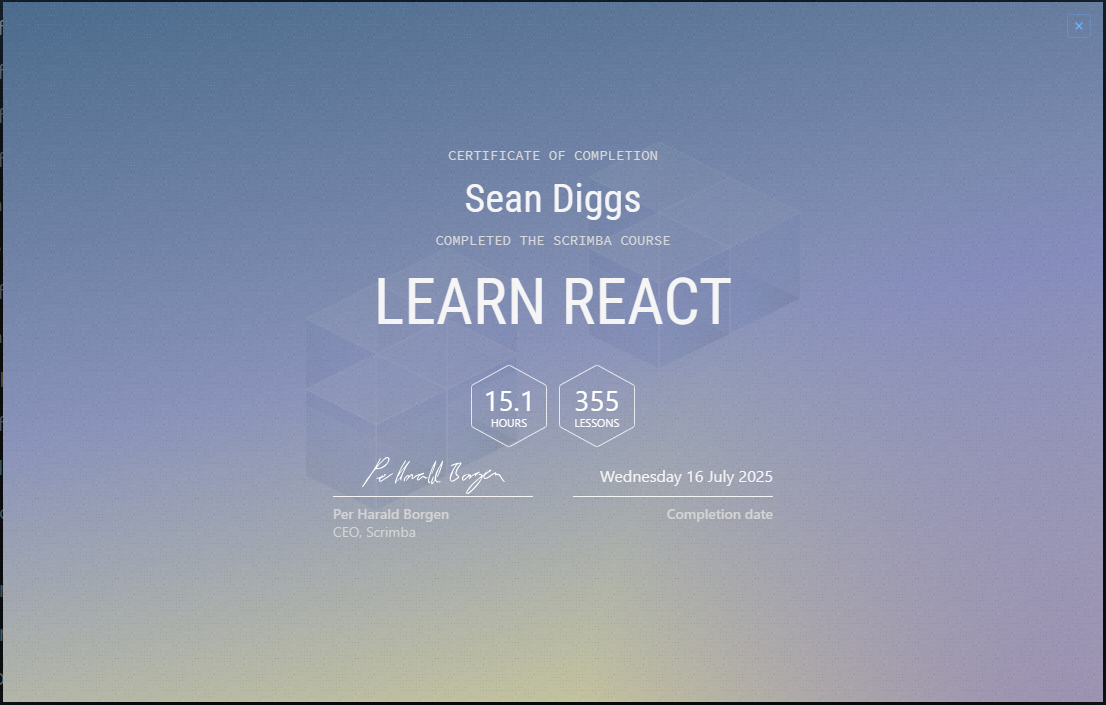 CERTIFICATE OF COMPLETION
Sean Diggs
COMPLETED THE SCRIMBA COURSE
LEARN REACT
15.1
HOURS
355
LESSONS
Per Harald Borgen
Wednesday 16 July 2025
Per Harald Borgen
Completion date
CEO, Scrimba